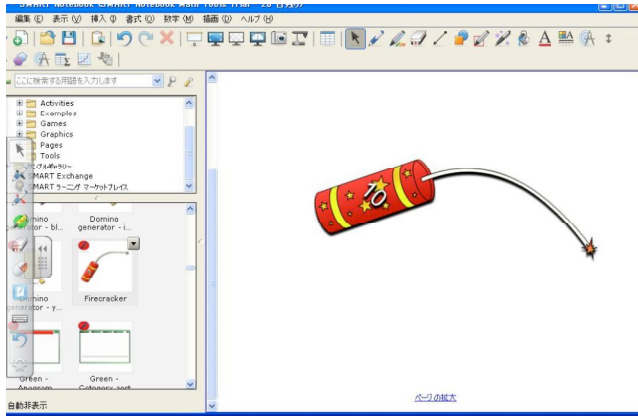 SMART Notebook SMART Notebook Math Tools Trial
編集 (E) 表示 (V) 挿入 (I) 書式 (O) 数学 (M) 描画 (D) ヘルプ (H)
ここに検索する用語を入力します
Activities
Examples
Games
Graphics
Pages
Tools
SMART Exchange
SMART ラーニング マーケットプレイス
Domino generator - bl...
Domino generator - i...
Domino generator - y...
Firecracker
Green - Anagram
Green - Category sort
自動非表示
10
ページの拡大